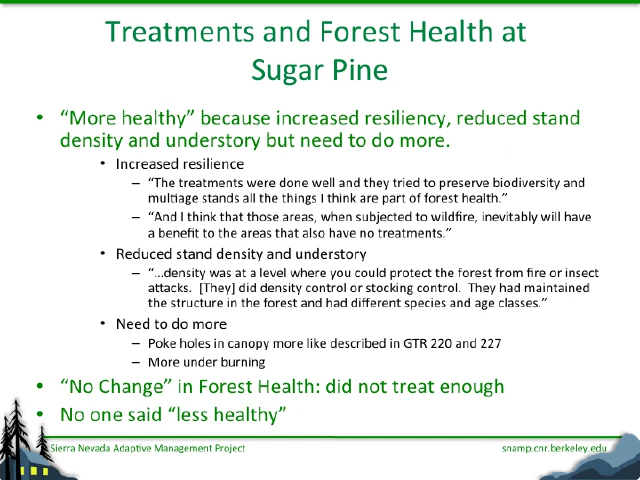 Treatments and Forest Health at
Sugar Pine
• “More healthy” because increased resiliency, reduced stand
density and understory but need to do more.
• Increased resilience
– “The treatments were done well and they tried to preserve biodiversity and
multiage stands all the things I think are part of forest health.”
– “And I think that those areas, when subjected to wildfire, inevitably will have
a benefit to the areas that also have no treatments.”
• Reduced stand density and understory
– “…density was at a level where you could protect the forest from fire or insect
attacks.  [They] did density control or stocking control.  They had maintained
the structure in the forest and had different species and age classes.”
• Need to do more
– Poke holes in canopy more like described in GTR 220 and 227
– More under burning
• “No Change” in Forest Health: did not treat enough
• No one said “less healthy”
Sierra Nevada Adaptive Management Project
snamp.cnr.berkeley.edu